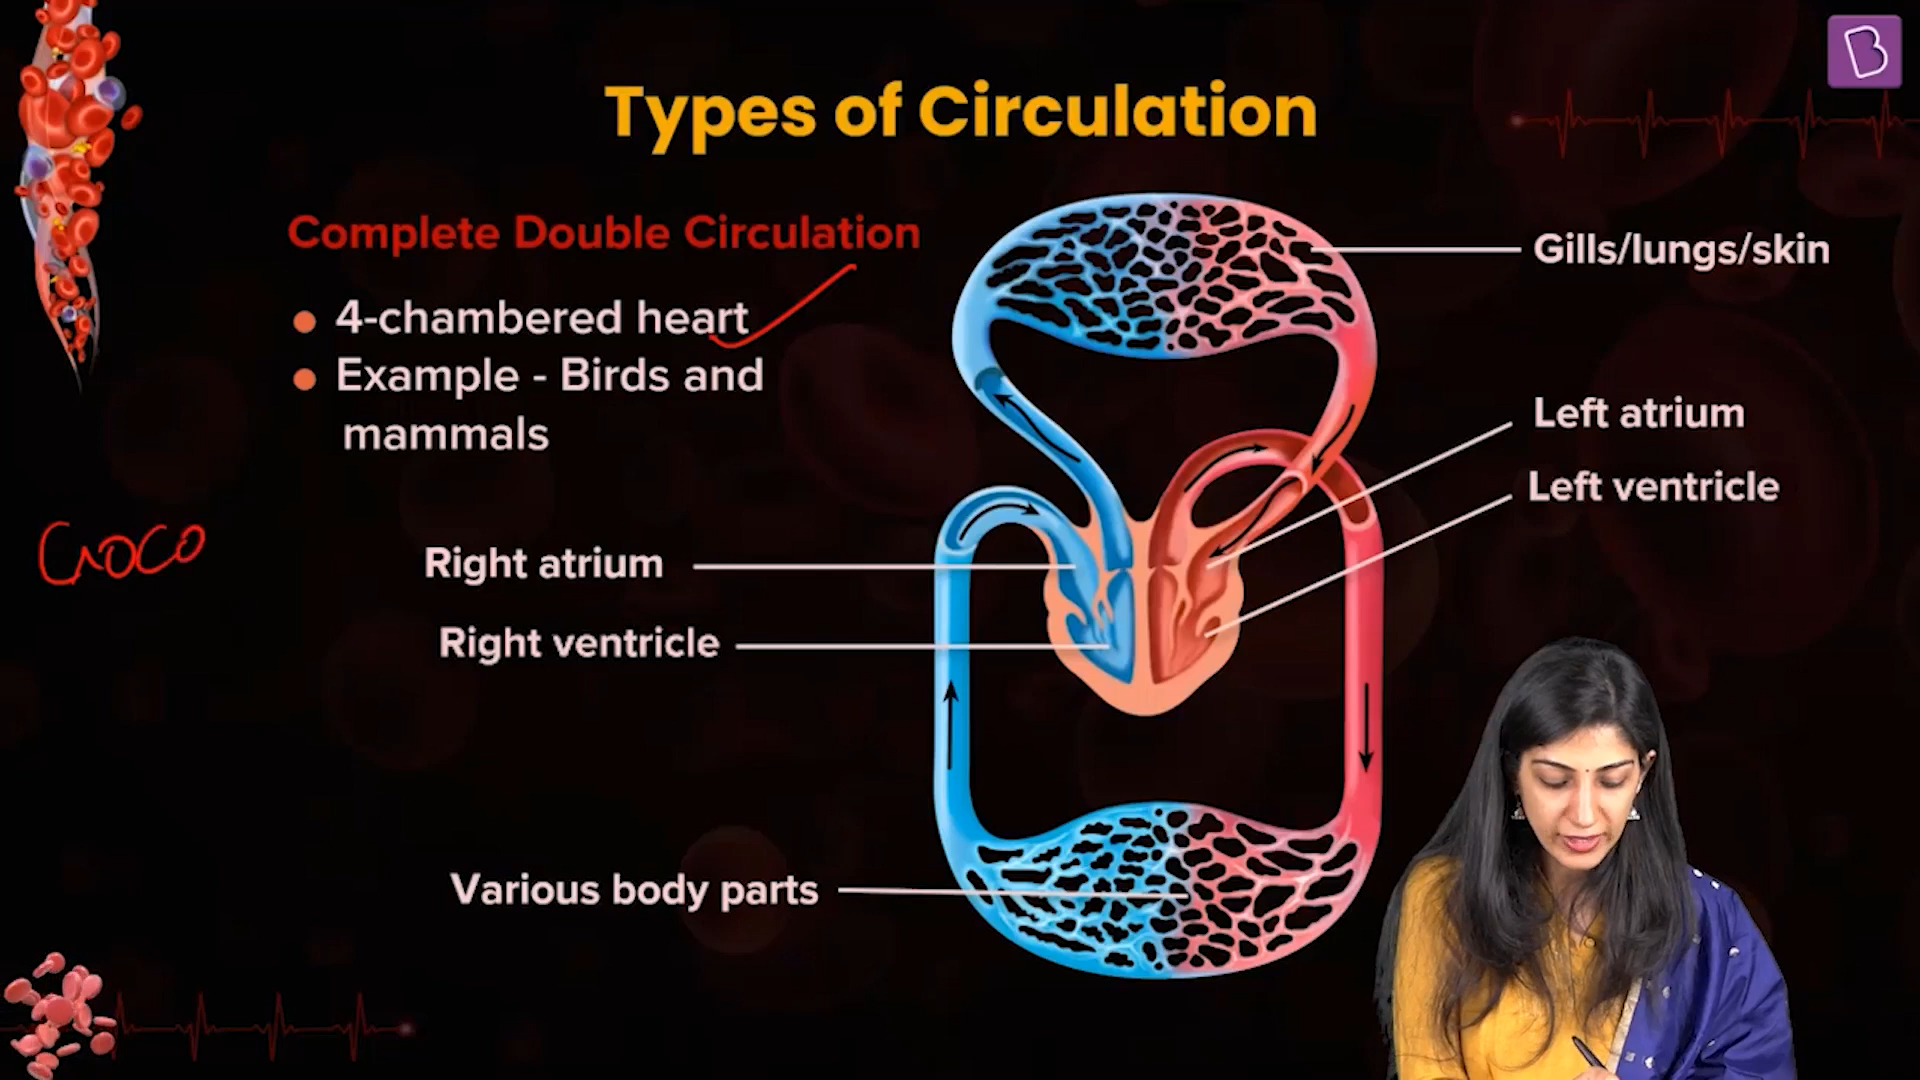 Types of Circulation
Complete Double Circulation
• 4-chambered heart
• Example - Birds and
mammals
Croco
Gills/lungs/skin
Left atrium
Left ventricle
Right atrium
Right ventricle
Various body parts
B